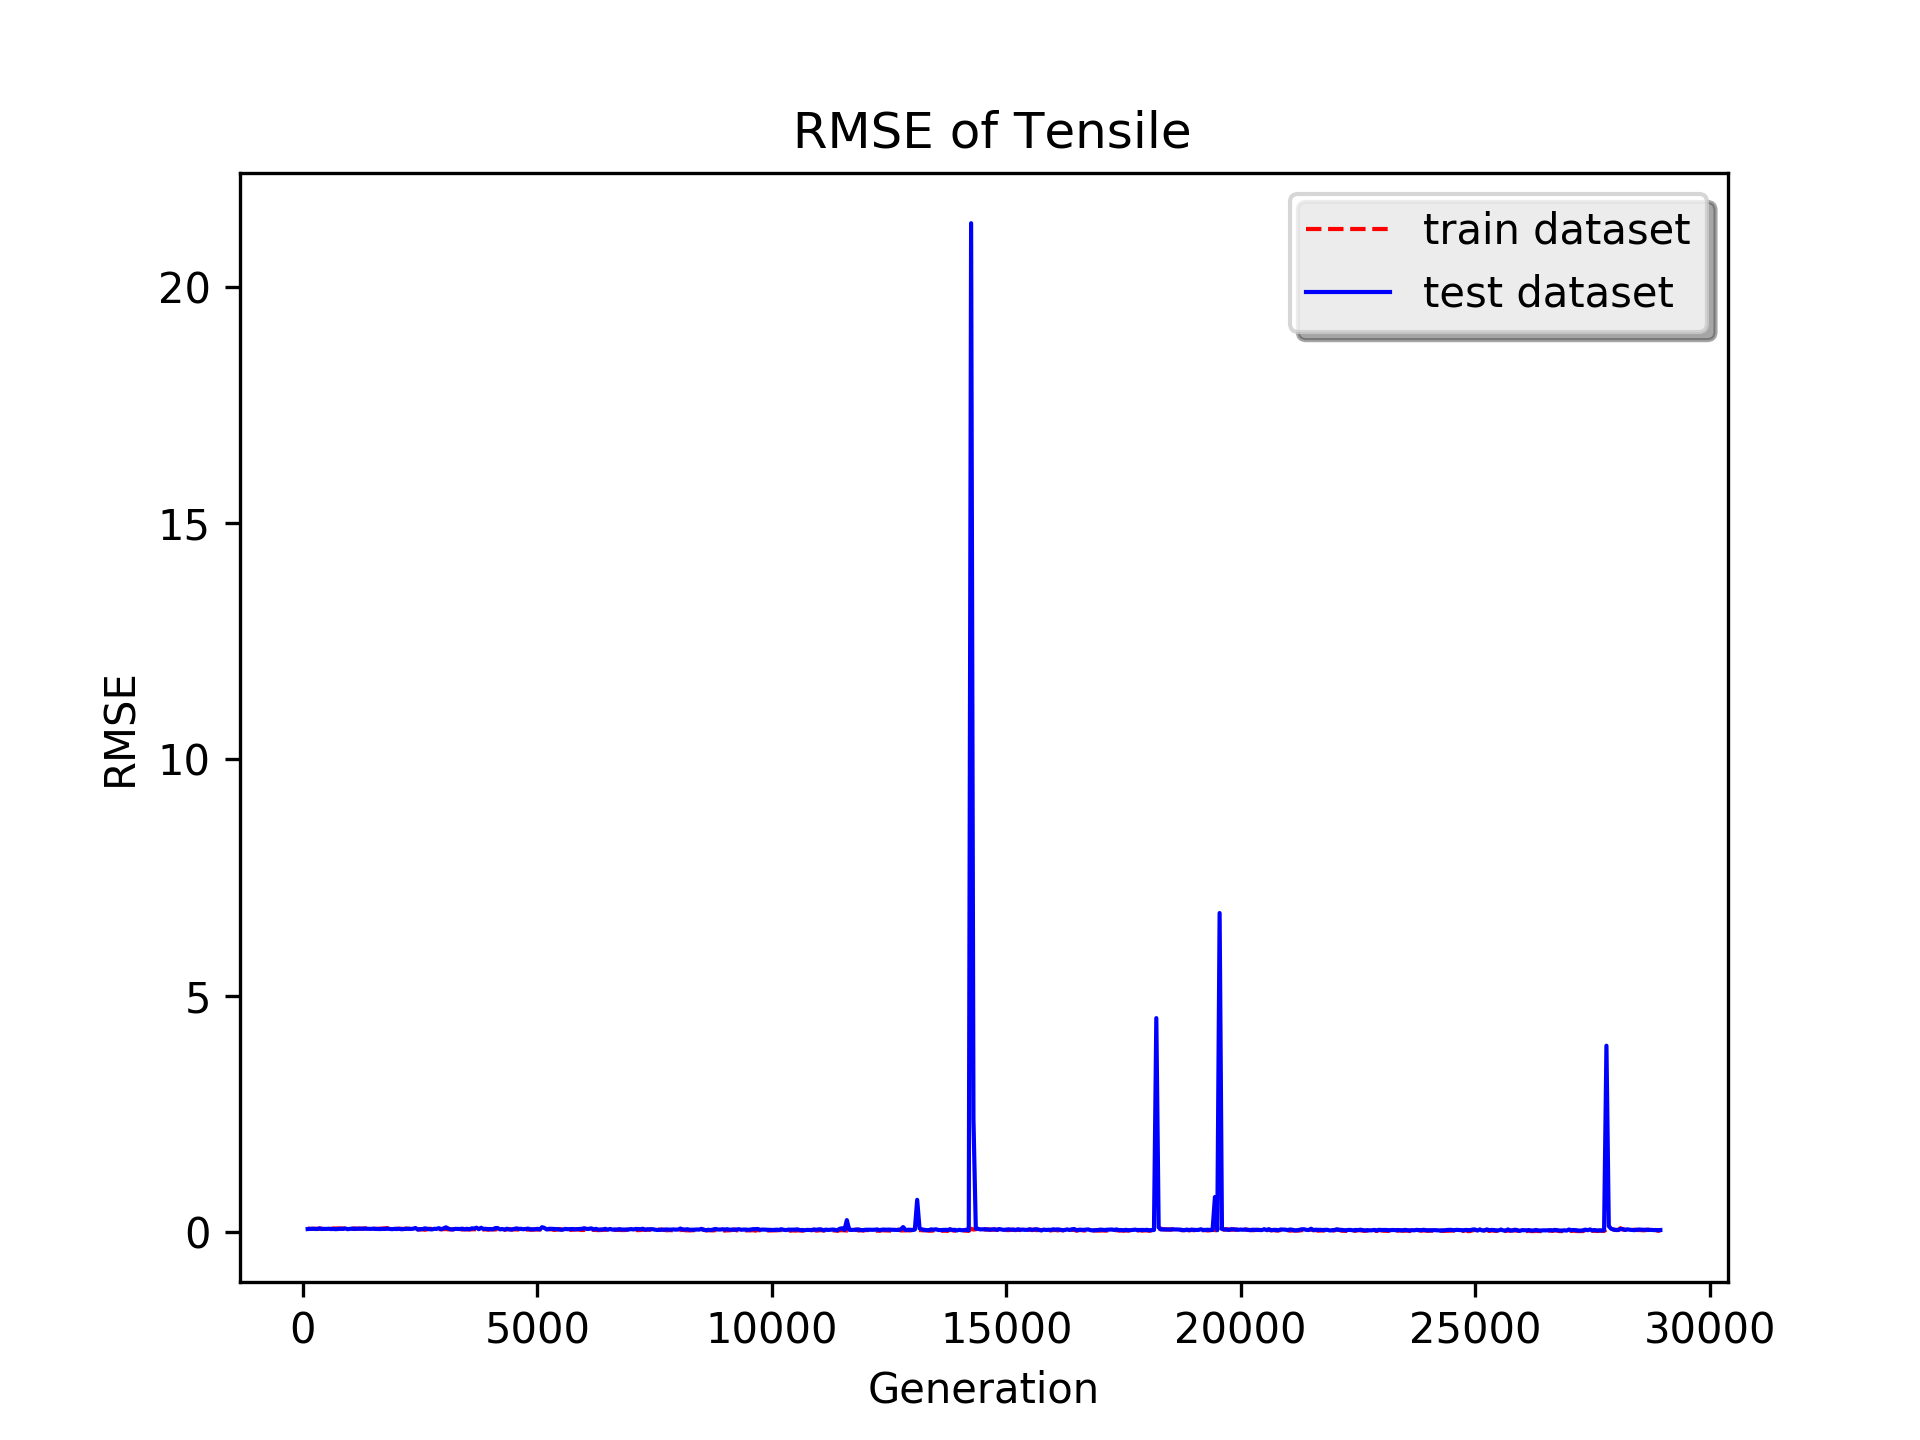 RMSE of Tensile
train dataset
test dataset
RMSE
20
15
10
5
0
0 5000 10000 15000 20000 25000 30000
Generation